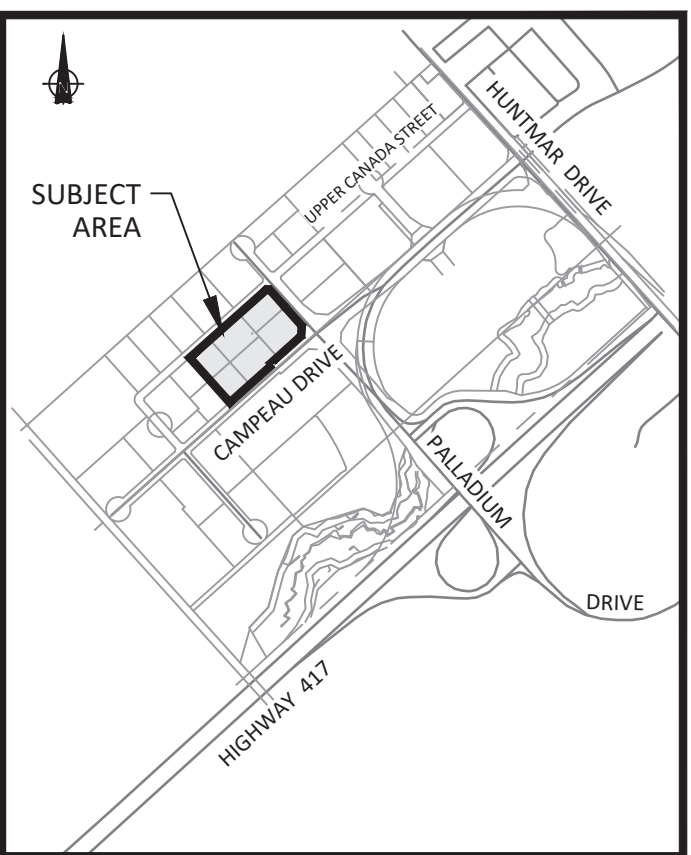 N
UPPER CANADA STREET
HUNTMAR DRIVE
SUBJECT
AREA
CAMPEAU DRIVE
PALLADIUM
DRIVE
HIGHWAY 417